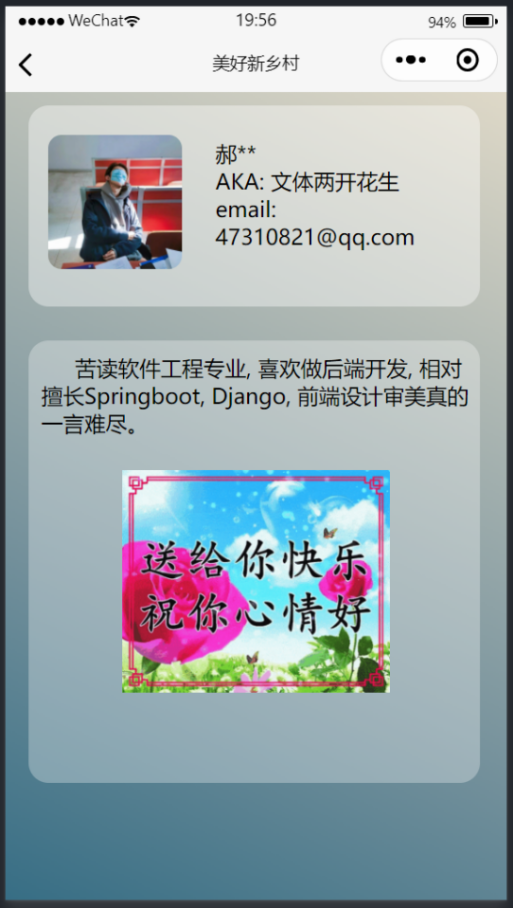 WeChat 19:56 94%
美好新乡村
郝**
AKA: 文体两开花生
email:
47310821@qq.com
苦读软件工程专业, 喜欢做后端开发, 相对
擅长Springboot, Django, 前端设计审美真的
一言难尽。
送给你快乐
祝你心情好